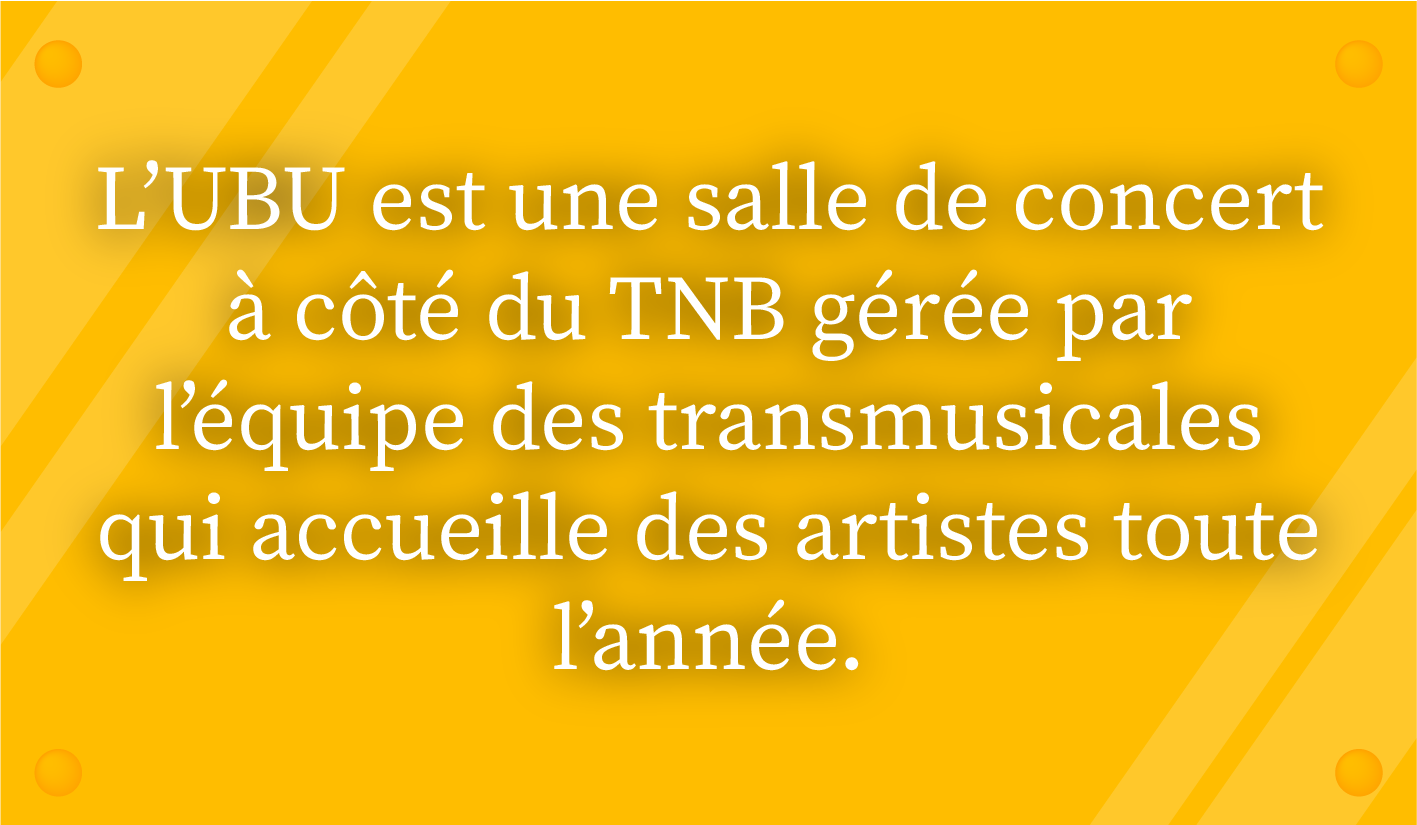 L’UBU est une salle de concert
à côté du TNB gérée par
l’équipe des transmusicales
qui accueille des artistes toute
l’année.